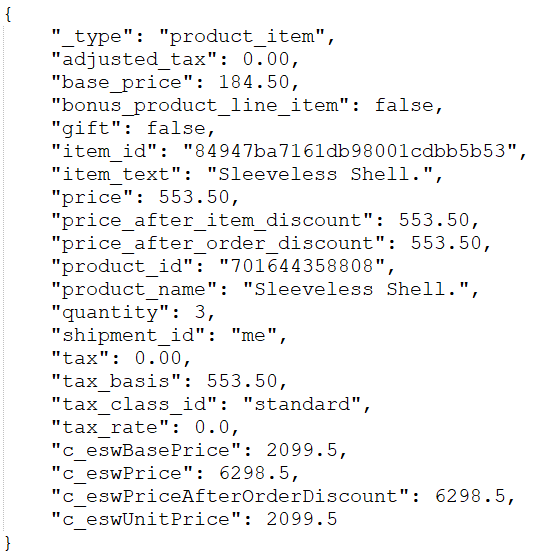 {
"_type": "product_item",
"adjusted_tax": 0.00,
"base_price": 184.50,
"bonus_product_line_item": false,
"gift": false,
"item_id": "84947ba7161db98001cdbb5b53",
"item_text": "Sleeveless Shell.",
"price": 553.50,
"price_after_item_discount": 553.50,
"price_after_order_discount": 553.50,
"product_id": "701644358808",
"product_name": "Sleeveless Shell.",
"quantity": 3,
"shipment_id": "me",
"tax": 0.00,
"tax_basis": 553.50,
"tax_class_id": "standard",
"tax_rate": 0.0,
"c_eswBasePrice": 2099.5,
"c_eswPrice": 6298.5,
"c_eswPriceAfterOrderDiscount": 6298.5,
"c_eswUnitPrice": 2099.5
}